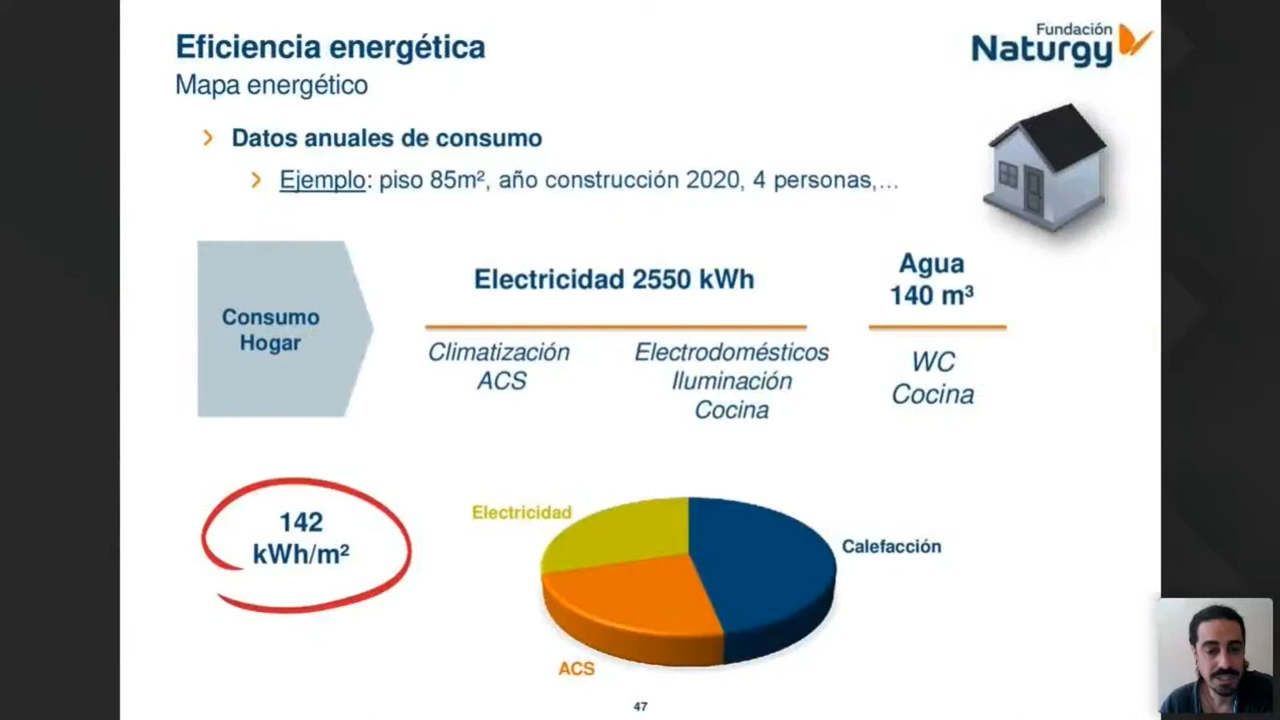 Eficiencia energética
Mapa energético
Fundación
Naturgy
Datos anuales de consumo
Ejemplo: piso 85m², año construcción 2020, 4 personas,…
Consumo
Hogar
Electricidad 2550 kWh
Climatización
ACS
Electrodomésticos
Iluminación
Cocina
Agua
140 m³
WC
Cocina
142
kWh/m²
Electricidad
Calefacción
ACS
47